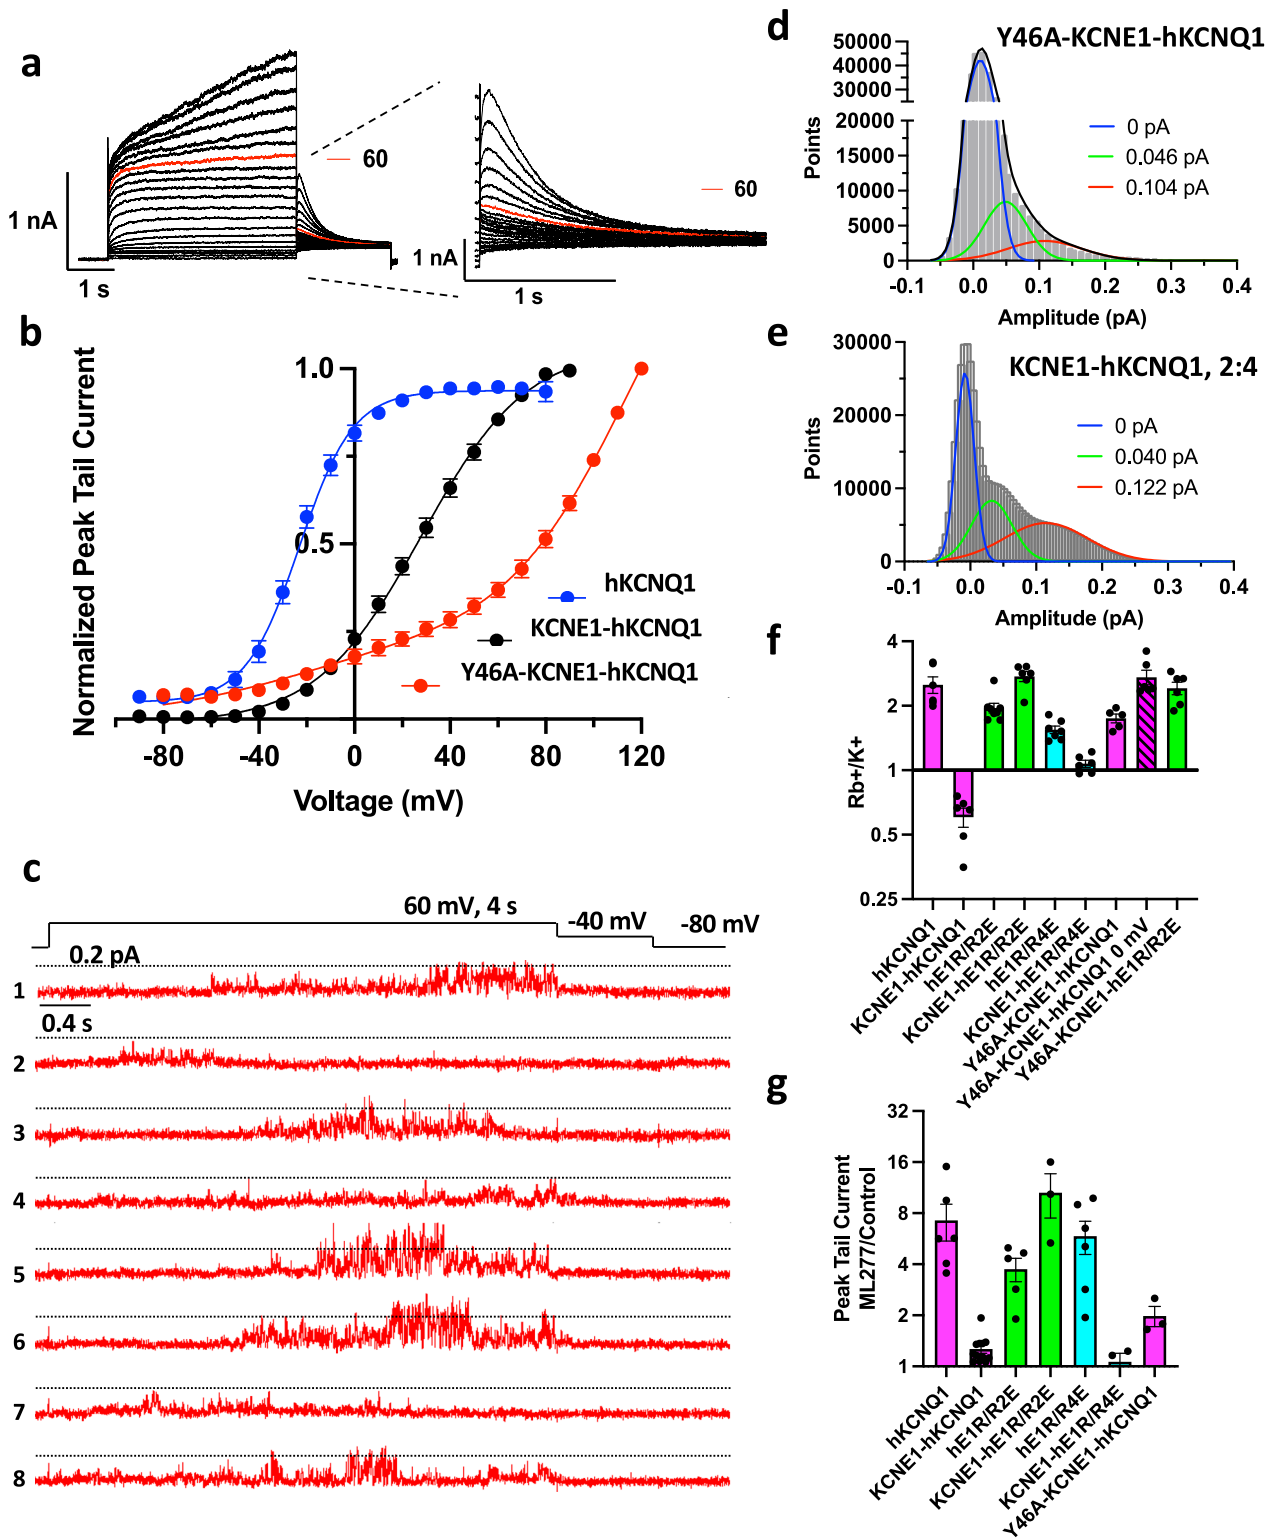 a
60
1 nA
1 s
60
1 nA
1 s
b
Normalized Peak Tail Current
1.0
0.5
hKCNQ1
KCNE1-hKCNQ1
Y46A-KCNE1-hKCNQ1
-80 -40 0 40 80 120
Voltage (mV)
c
60 mV, 4 s
-40 mV
-80 mV
0.2 pA
1
0.4 s
2
3
4
5
6
7
8
d
Y46A-KCNE1-hKCNQ1
50000
40000
30000
20000
15000
10000
5000
0
Points
0 pA
0.046 pA
0.104 pA
-0.1 0.0 0.1 0.2 0.3 0.4
Amplitude (pA)
e
KCNE1-hKCNQ1, 2:4
30000
20000
10000
0
Points
0 pA
0.040 pA
0.122 pA
-0.1 0.0 0.1 0.2 0.3 0.4
Amplitude (pA)
f
4
2
1
0.5
0.25
Rb+/K+
hKCNQ1
KCNE1-hKCNQ1
hE1R/R2E
KCNE1-hE1R/R2E
hE1R/R4E
KCNE1-hE1R/R4E
Y46A-KCNE1-hKCNQ1
Y46A-KCNE1-hKCNQ1 0 mV
Y46A-KCNE1-hE1R/R2E
g
32
16
8
4
2
1
Peak Tail Current
ML277/Control
hKCNQ1
KCNE1-hKCNQ1
hE1R/R2E
KCNE1-hE1R/R2E
hE1R/R4E
KCNE1-hE1R/R4E
Y46A-KCNE1-hKCNQ1